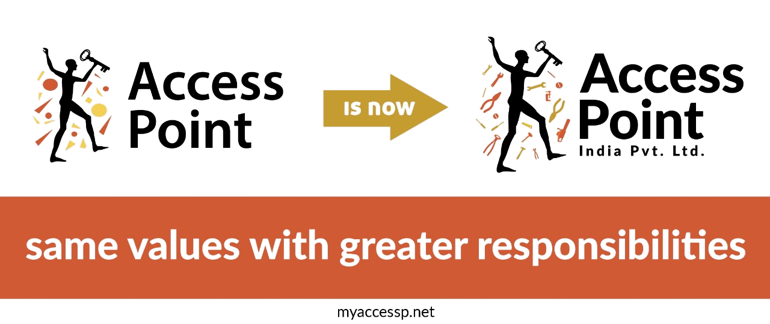 Access
Point
is now
Access
Point
India Pvt. Ltd.
same values with greater responsibilities
myaccessp.net